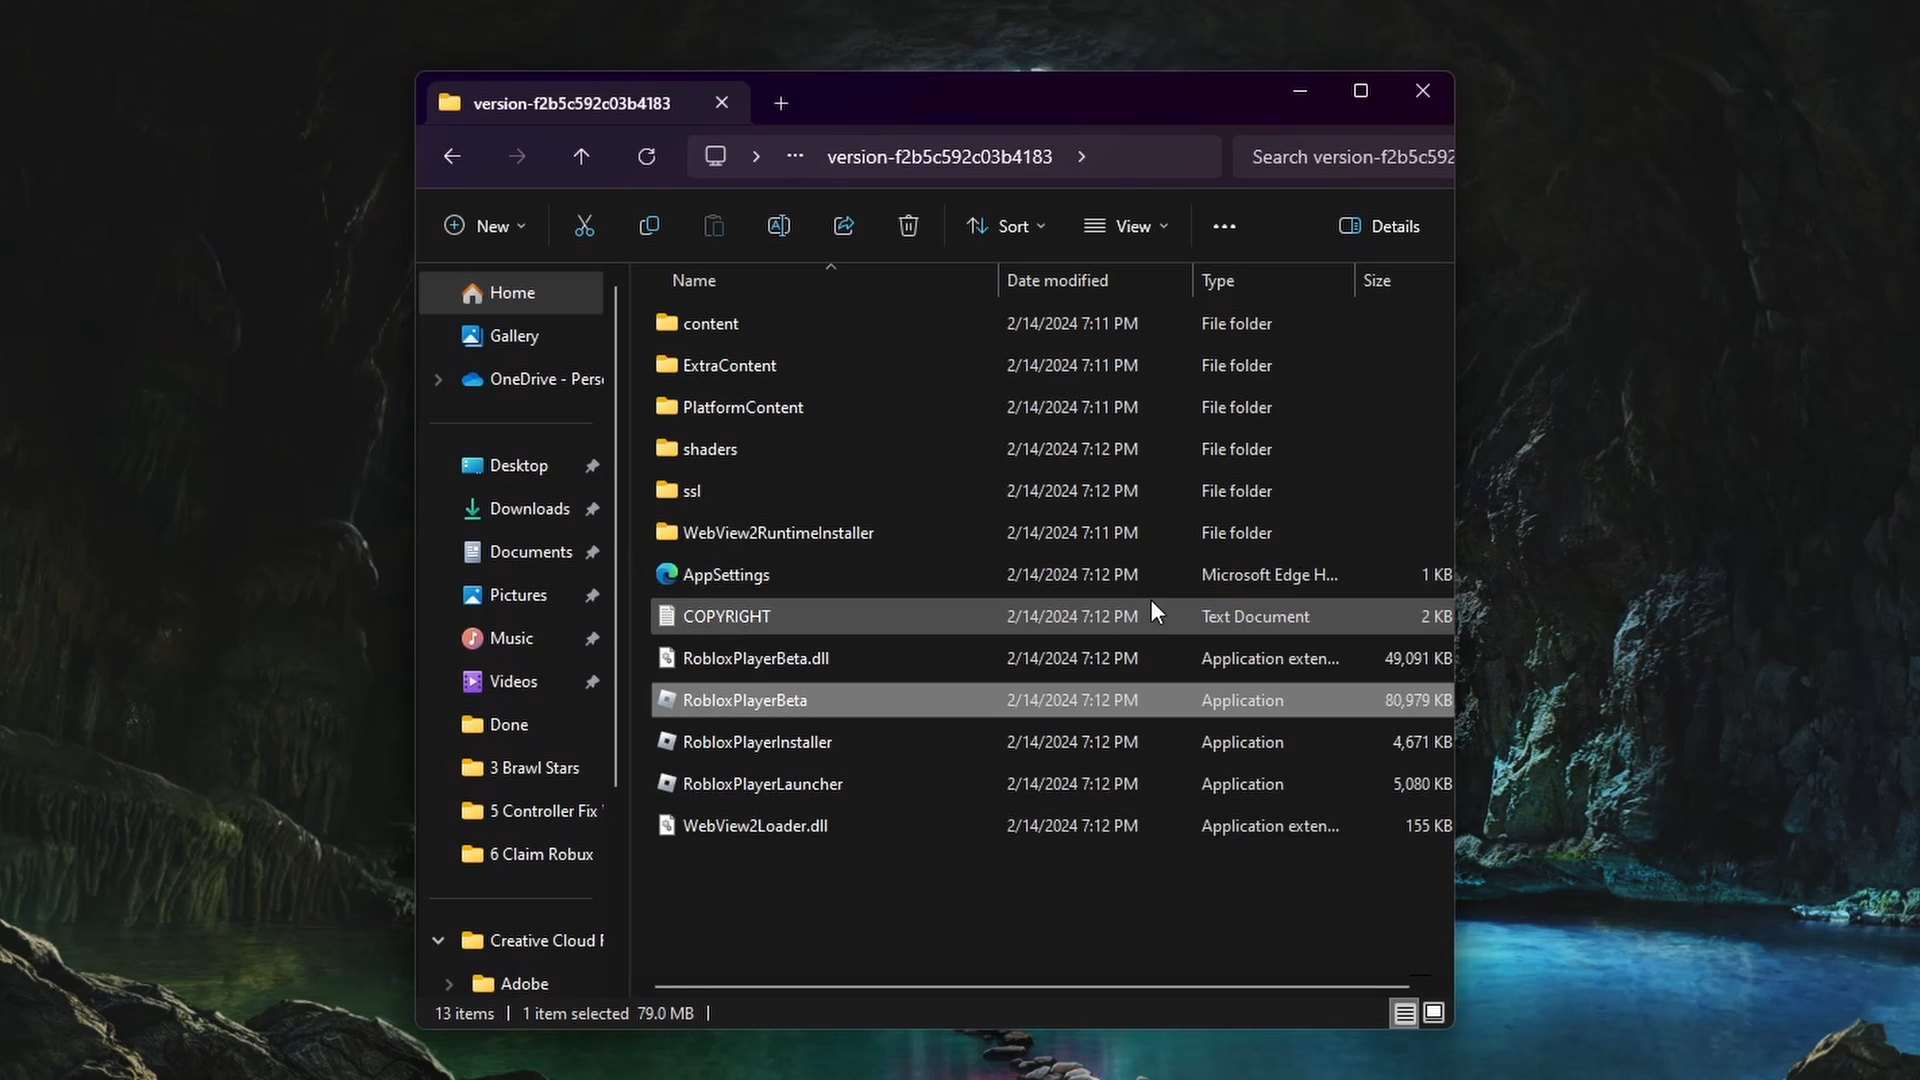 version-f2b5c592c03b4183
version-f2b5c592c03b4183
Search version-f2b5c592
New
Sort
View
Details
Name
Date modified
Type
Size
Home
Gallery
OneDrive - Pers
Desktop
Downloads
Documents
Pictures
Music
Videos
Done
3 Brawl Stars
5 Controller Fix
6 Claim Robux
Creative Cloud F
Adobe
content 2/14/2024 7:11 PM File folder
ExtraContent 2/14/2024 7:11 PM File folder
PlatformContent 2/14/2024 7:11 PM File folder
shaders 2/14/2024 7:12 PM File folder
ssl 2/14/2024 7:12 PM File folder
WebView2RuntimeInstaller 2/14/2024 7:11 PM File folder
AppSettings 2/14/2024 7:12 PM Microsoft Edge H... 1 KB
COPYRIGHT 2/14/2024 7:12 PM Text Document 2 KB
RobloxPlayerBeta.dll 2/14/2024 7:12 PM Application exten... 49,091 KB
RobloxPlayerBeta 2/14/2024 7:12 PM Application 80,979 KB
RobloxPlayerInstaller 2/14/2024 7:12 PM Application 4,671 KB
RobloxPlayerLauncher 2/14/2024 7:12 PM Application 5,080 KB
WebView2Loader.dll 2/14/2024 7:12 PM Application exten... 155 KB
13 items 1 item selected 79.0 MB